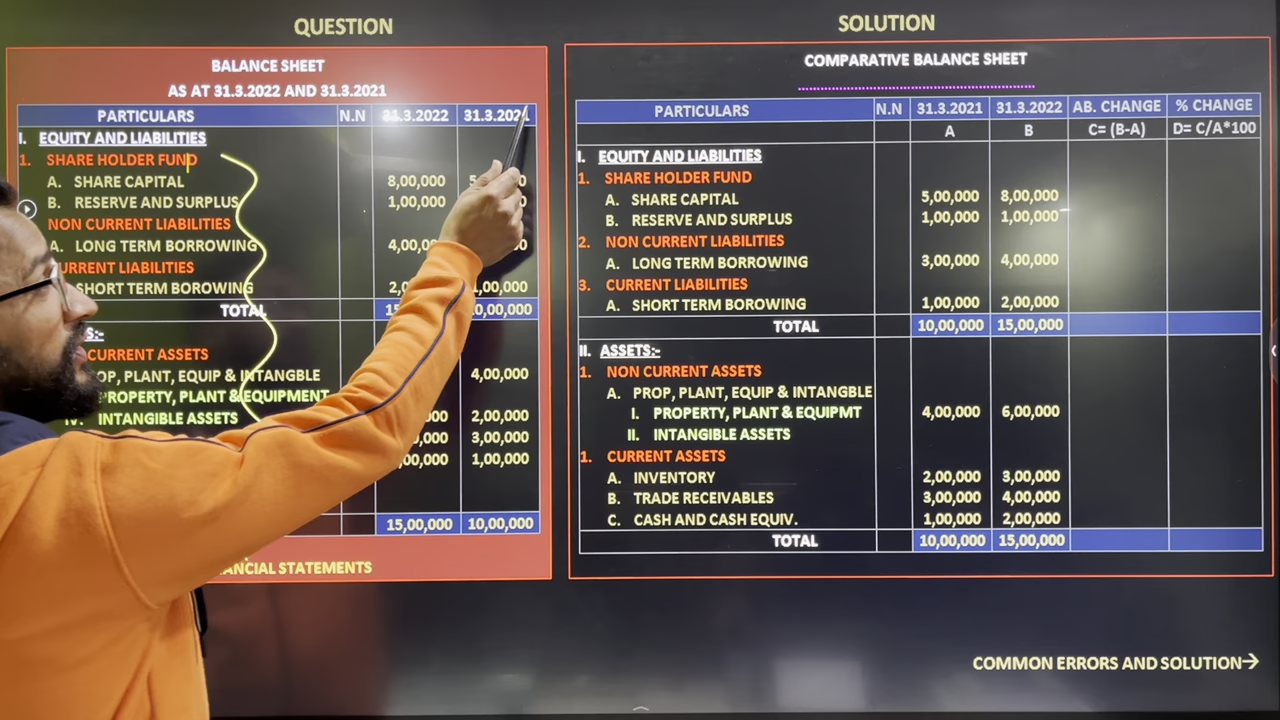 QUESTION
BALANCE SHEET
AS AT 31.3.2022 AND 31.3.2021
PARTICULARS N.N 31.3.2022 31.3.2021
I. EQUITY AND LIABILITIES
1. SHARE HOLDER FUND
A. SHARE CAPITAL 8,00,000
B. RESERVE AND SURPLUS 1,00,000
NON CURRENT LIABILITIES
A. LONG TERM BORROWING
URRENT LIABILITIES
SHORT TERM BOROWING 1,00,000
TOTAL 0,00,000
S:-
CURRENT ASSETS
OP, PLANT, EQUIP & INTANGBLE 4,00,000
PROPERTY, PLANT & EQUIPMENT
IV. INTANGIBLE ASSETS 2,00,000
3,00,000
1,00,000
15,00,000 10,00,000
ANCIAL STATEMENTS
SOLUTION
COMPARATIVE BALANCE SHEET
PARTICULARS N.N 31.3.2021 31.3.2022 AB. CHANGE % CHANGE
A B C= (B-A) D= C/A*100
I. EQUITY AND LIABILITIES
1. SHARE HOLDER FUND
A. SHARE CAPITAL 5,00,000 8,00,000
B. RESERVE AND SURPLUS 1,00,000 1,00,000
2. NON CURRENT LIABILITIES
A. LONG TERM BORROWING 3,00,000 4,00,000
3. CURRENT LIABILITIES
A. SHORT TERM BOROWING 1,00,000 2,00,000
TOTAL 10,00,000 15,00,000
II. ASSETS:-
1. NON CURRENT ASSETS
A. PROP, PLANT, EQUIP & INTANGBLE
I. PROPERTY, PLANT & EQUIPMT 4,00,000 6,00,000
II. INTANGIBLE ASSETS
1. CURRENT ASSETS
A. INVENTORY 2,00,000 3,00,000
B. TRADE RECEIVABLES 3,00,000 4,00,000
C. CASH AND CASH EQUIV. 1,00,000 2,00,000
TOTAL 10,00,000 15,00,000
COMMON ERRORS AND SOLUTION→